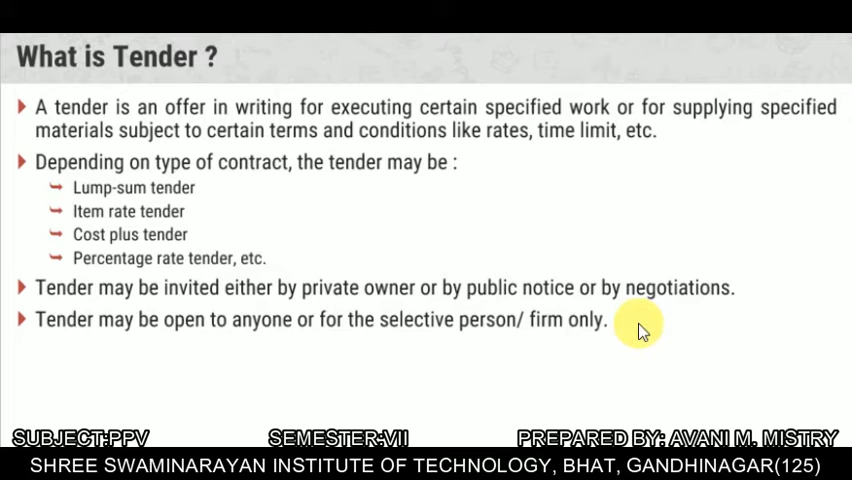 What is Tender ?
A tender is an offer in writing for executing certain specified work or for supplying specified
materials subject to certain terms and conditions like rates, time limit, etc.
Depending on type of contract, the tender may be :
Lump-sum tender
Item rate tender
Cost plus tender
Percentage rate tender, etc.
Tender may be invited either by private owner or by public notice or by negotiations.
Tender may be open to anyone or for the selective person/ firm only.
SUBJECT:PPV SEMESTER:VII PREPARED BY: AVANI M. MISTRY
SHREE SWAMINARAYAN INSTITUTE OF TECHNOLOGY, BHAT, GANDHINAGAR(125)